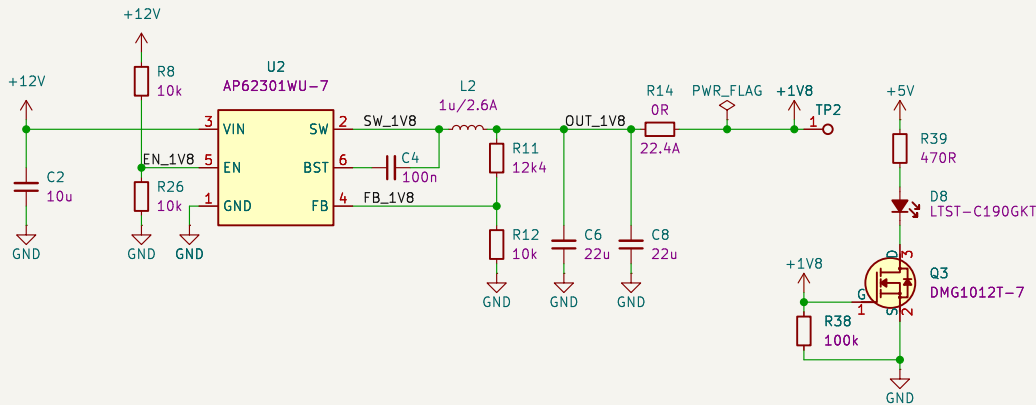 +12V
+12V
R8
10k
U2
AP62301WU-7
3
VIN
SW
2
SW_1V8
EN_1V8
5
EN
BST
6
1
GND
FB
4
FB_1V8
C4
100n
L2
1u/2.6A
R11
12k4
OUT_1V8
R14
0R
22.4A
PWR_FLAG
+1V8
1
TP2
C2
10u
GND
R26
10k
GND
GND
R12
10k
GND
C6
22u
GND
C8
22u
GND
+5V
R39
470R
D8
LTST-C190GKT
+1V8
G
1
D
3
S
2
Q3
DMG1012T-7
R38
100k
GND